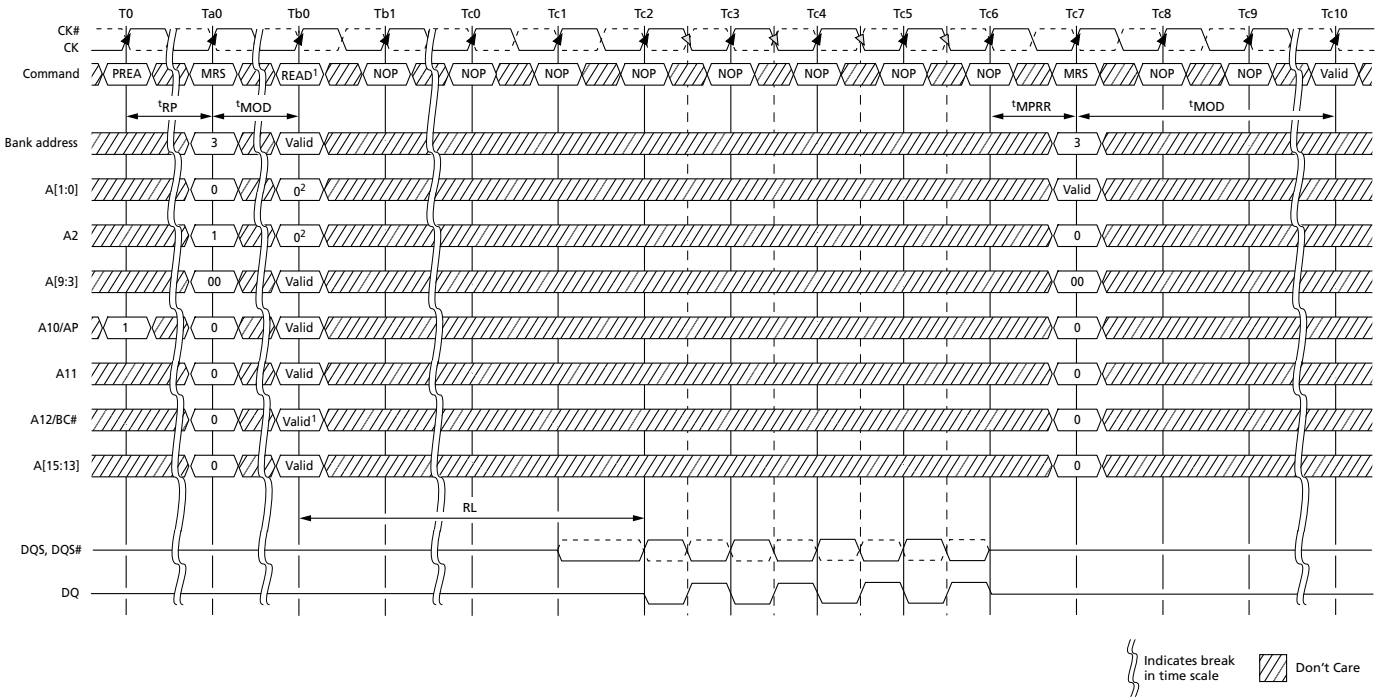 T0 Ta0 Tb0 Tb1 Tc0 Tc1 Tc2 Tc3 Tc4 Tc5 Tc6 Tc7 Tc8 Tc9 Tc10
CK#
CK
Command PREA MRS READ¹ NOP NOP NOP NOP NOP NOP NOP NOP MRS NOP NOP Valid
tRP tMOD tMPRR tMOD
Bank address 3 Valid 3
A[1:0] 0 0² Valid
A2 1 0² 0
A[9:3] 00 Valid 00
A10/AP 1 0 Valid 0
A11 0 Valid 0
A12/BC# 0 Valid¹ 0
A[15:13] 0 Valid 0
RL
DQS, DQS#
DQ
Indicates break
in time scale
Don't Care